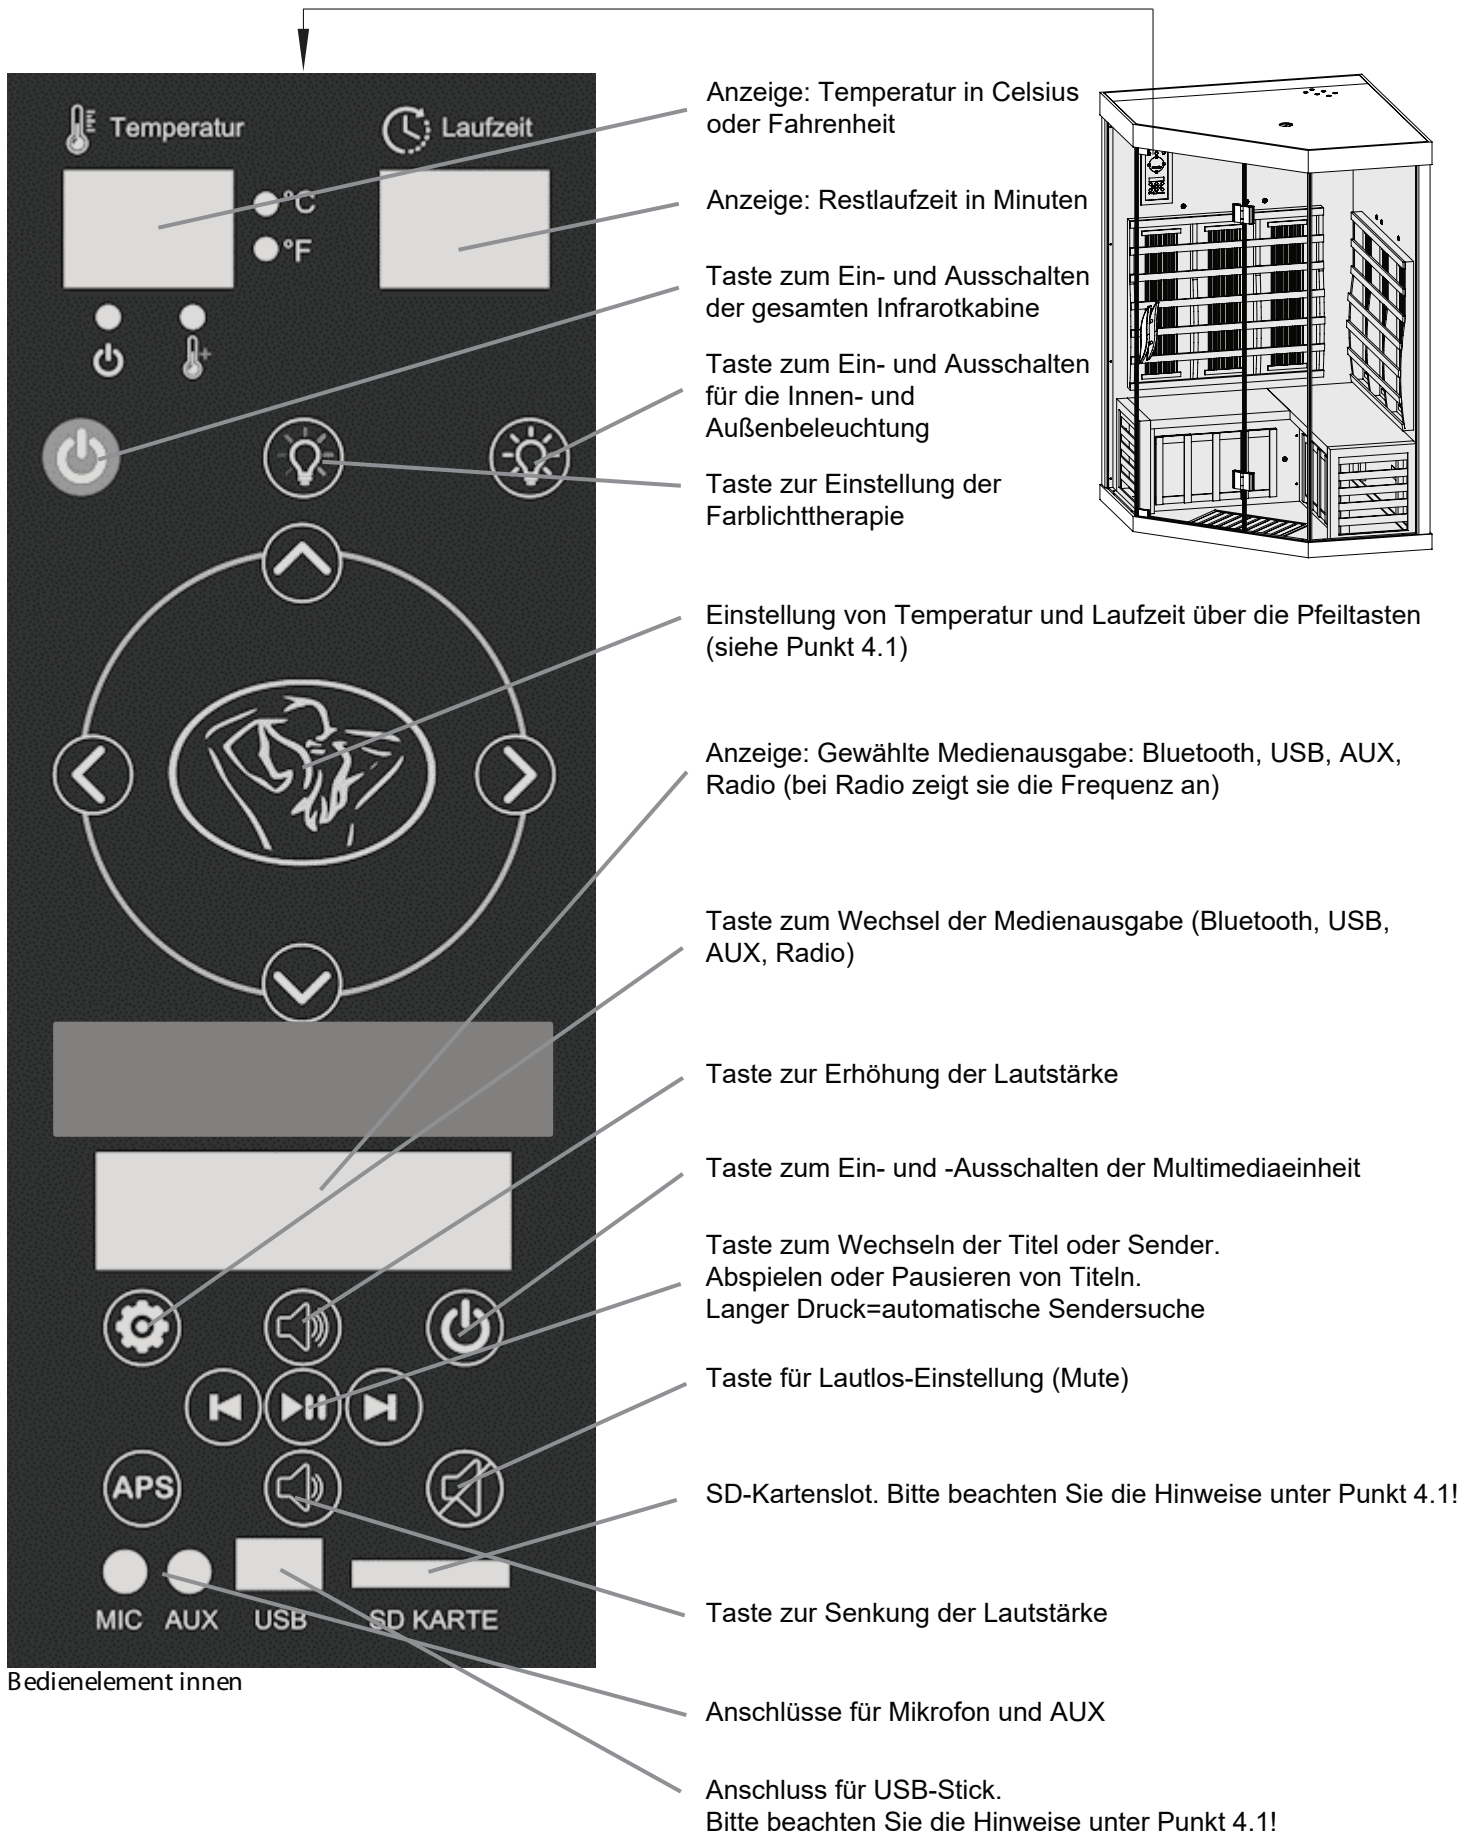 Temperatur
Laufzeit
°C
°F
Anzeige: Temperatur in Celsius
oder Fahrenheit
Anzeige: Restlaufzeit in Minuten
Taste zum Ein- und Ausschalten
der gesamten Infrarotkabine
Taste zum Ein- und Ausschalten
für die Innen- und
Außenbeleuchtung
Taste zur Einstellung der
Farblichttherapie
Einstellung von Temperatur und Laufzeit über die Pfeiltasten
(siehe Punkt 4.1)
Anzeige: Gewählte Medienausgabe: Bluetooth, USB, AUX,
Radio (bei Radio zeigt sie die Frequenz an)
Taste zum Wechsel der Medienausgabe (Bluetooth, USB,
AUX, Radio)
Taste zur Erhöhung der Lautstärke
Taste zum Ein- und -Ausschalten der Multimediaeinheit
Taste zum Wechseln der Titel oder Sender.
Abspielen oder Pausieren von Titeln.
Langer Druck=automatische Sendersuche
Taste für Lautlos-Einstellung (Mute)
APS
SD-Kartenslot. Bitte beachten Sie die Hinweise unter Punkt 4.1!
MIC AUX USB SD KARTE
Taste zur Senkung der Lautstärke
Bedienelement innen
Anschlüsse für Mikrofon und AUX
Anschluss für USB-Stick.
Bitte beachten Sie die Hinweise unter Punkt 4.1!